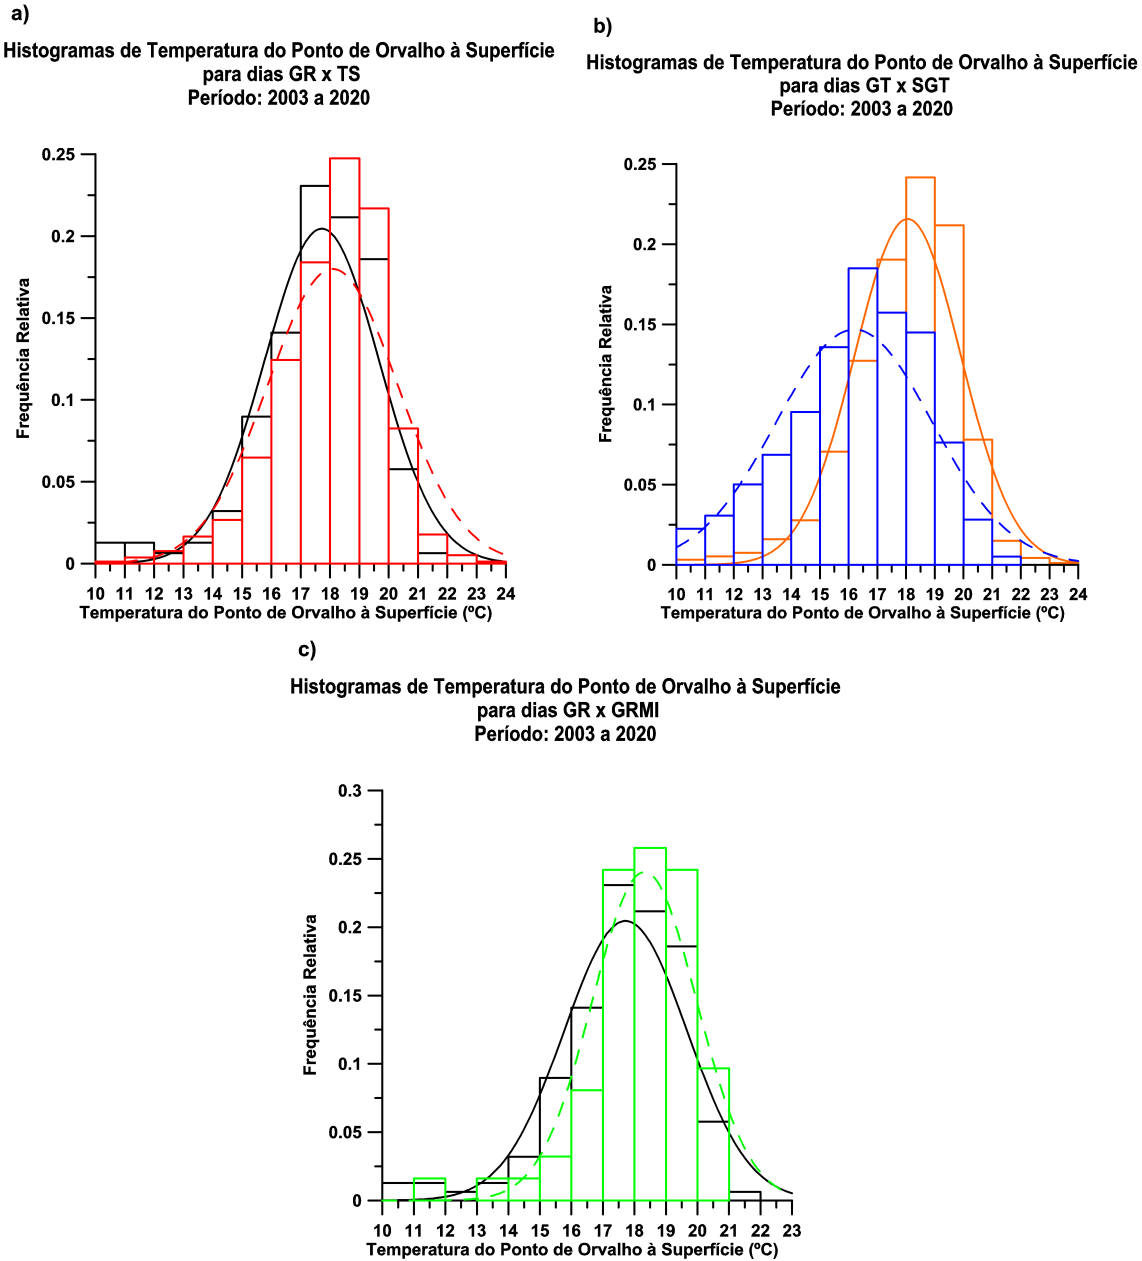 a)
Histogramas de Temperatura do Ponto de Orvalho à Superfície
para dias GR x TS
Período: 2003 a 2020
0.25
0.2
0.15
0.1
0.05
0
Frequência Relativa
10 11 12 13 14 15 16 17 18 19 20 21 22 23 24
Temperatura do Ponto de Orvalho à Superfície (ºC)
b)
Histogramas de Temperatura do Ponto de Orvalho à Superfície
para dias GT x SGT
Período: 2003 a 2020
0.25
0.2
0.15
0.1
0.05
0
Frequência Relativa
10 11 12 13 14 15 16 17 18 19 20 21 22 23 24
Temperatura do Ponto de Orvalho à Superfície (ºC)
c)
Histogramas de Temperatura do Ponto de Orvalho à Superfície
para dias GR x GRMI
Período: 2003 a 2020
0.3
0.25
0.2
0.15
0.1
0.05
0
Frequência Relativa
10 11 12 13 14 15 16 17 18 19 20 21 22 23
Temperatura do Ponto de Orvalho à Superfície (ºC)